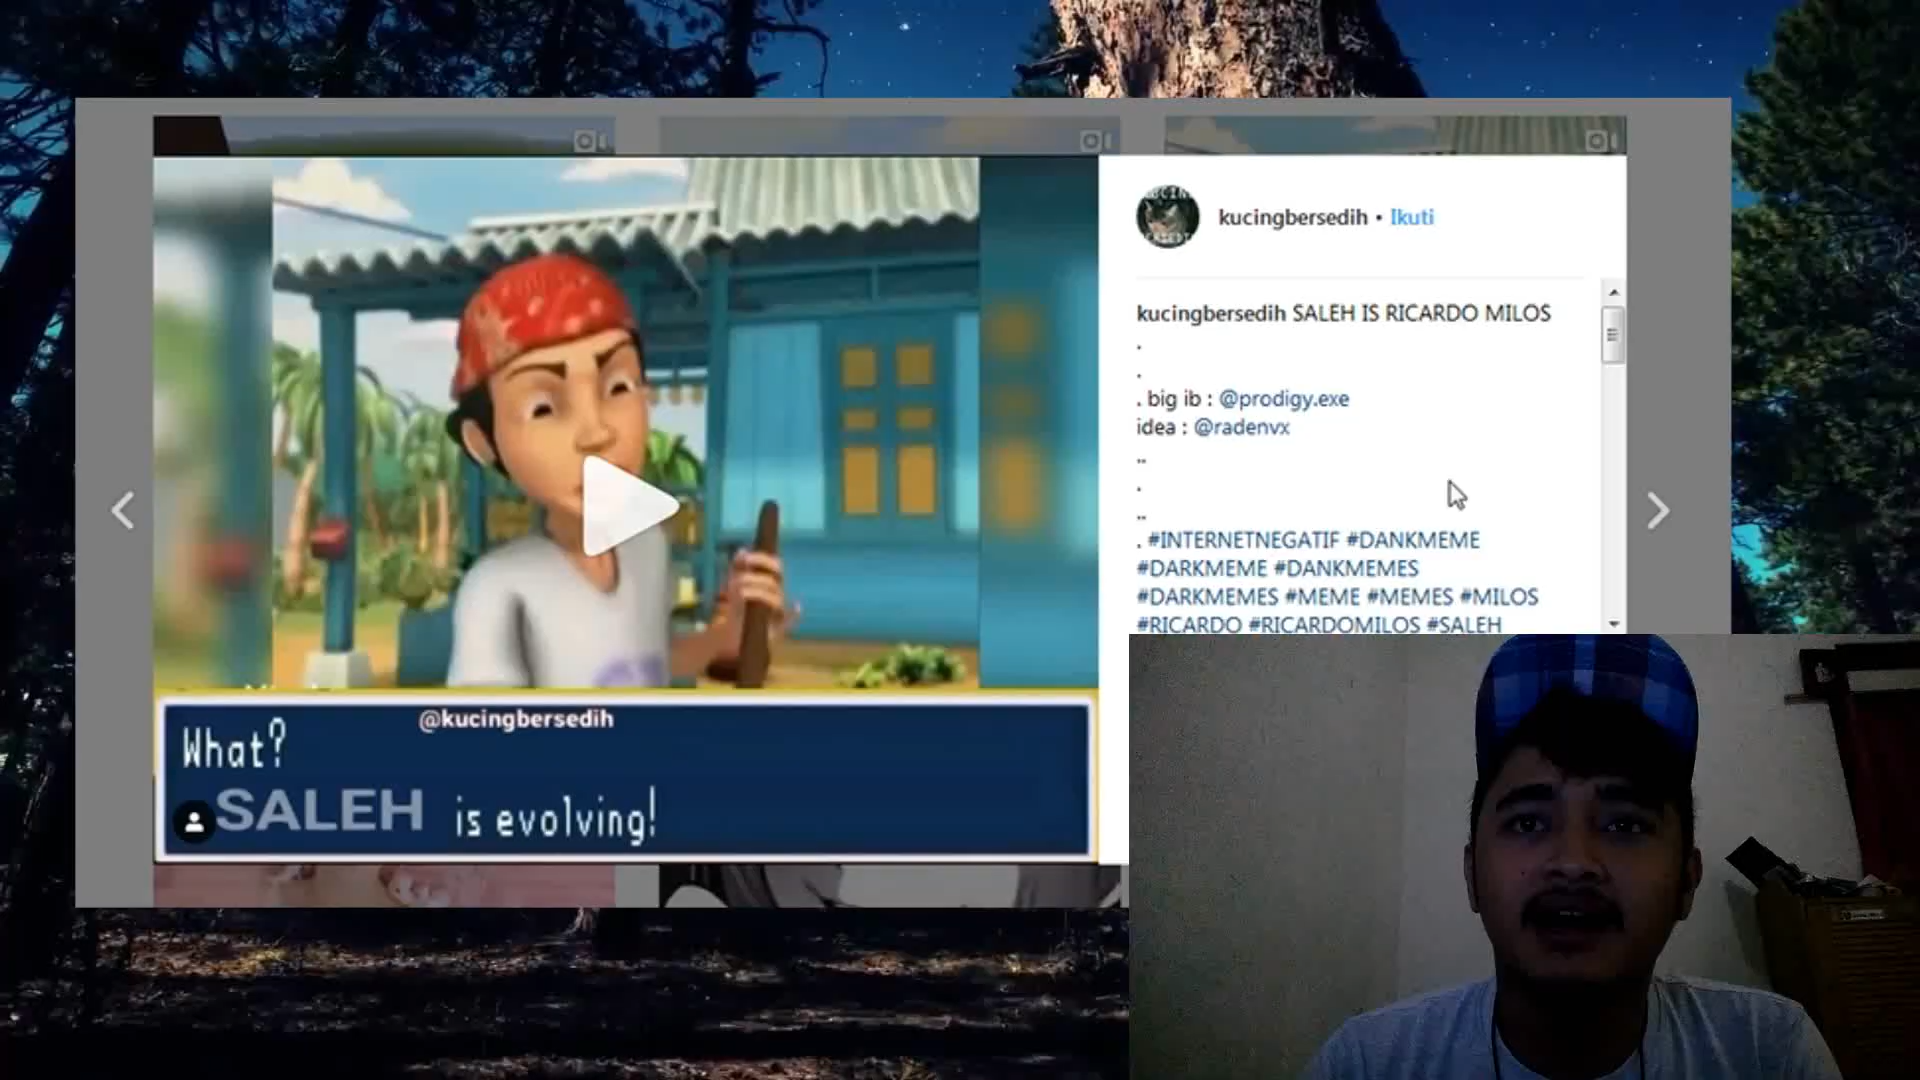 What?
@kucingbersedih
SALEH is evolving!
kucingbersedih • Ikuti
kucingbersedih SALEH IS RICARDO MILOS
.
.
. big ib : @prodigy.exe
idea : @radenvx
..
.
..
. #INTERNETNEGATIF #DANKMEME
#DARKMEME #DANKMEMES
#DARKMEMES #MEME #MEMES #MILOS
#RICARDO #RICARDOMILOS #SALEH